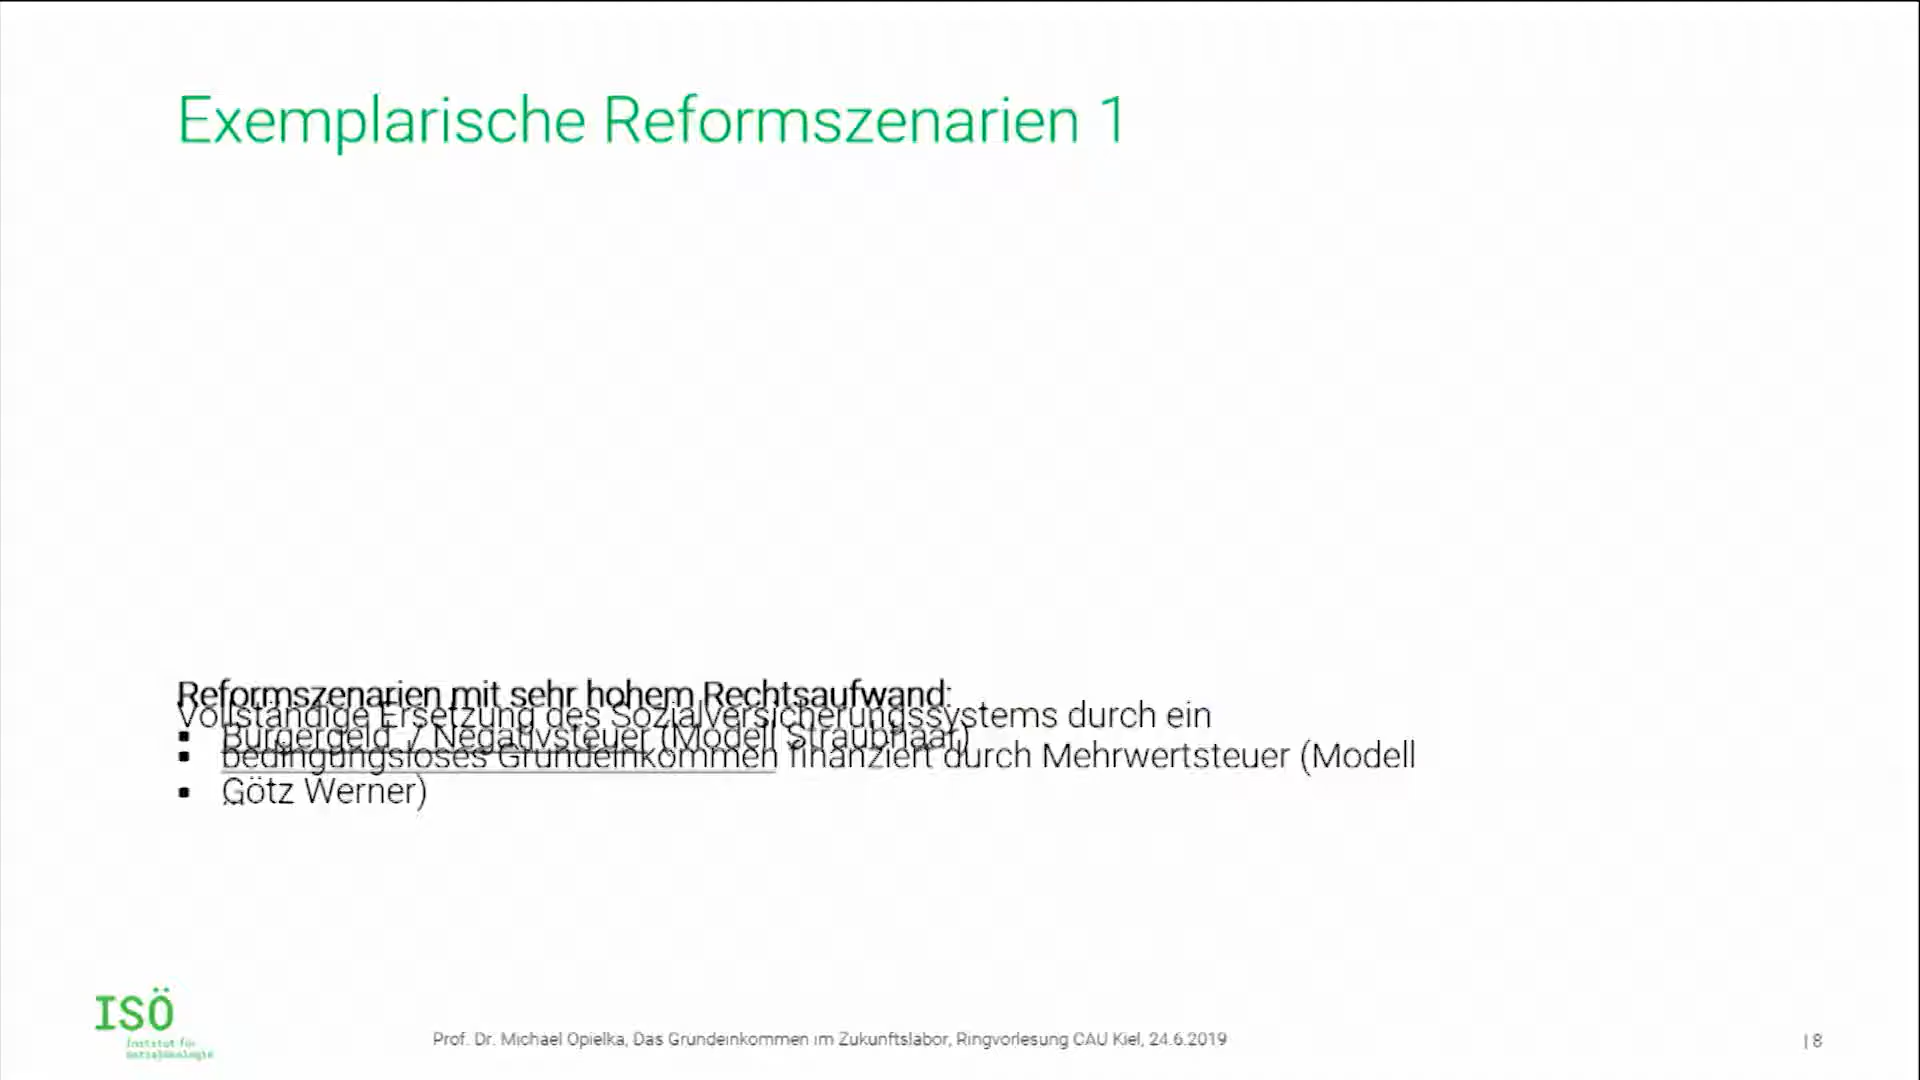 Exemplarische Reformszenarien 1
Reformszenarien mit sehr hohem Rechtsaufwand:
Vollständige Ersetzung des Sozialversicherungssystems durch ein
▪ Bürgergeld / Negativsteuer (Modell Straubhaar)
▪ bedingungsloses Grundeinkommen finanziert durch Mehrwertsteuer (Modell
▪ Götz Werner)
ISÖ
Institut für
Sozialökologie
Prof. Dr. Michael Opielka, Das Grundeinkommen im Zukunftslabor, Ringvorlesung CAU Kiel, 24.6.2019
| 8